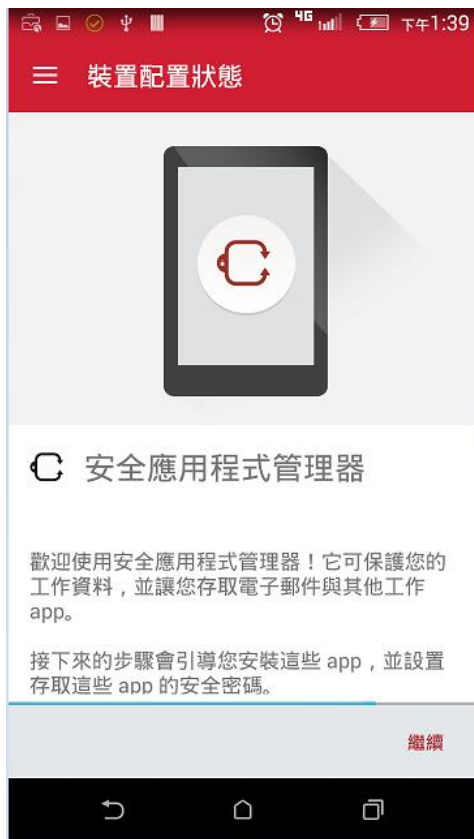 4G 下午1:39
裝置配置狀態
安全應用程式管理器
歡迎使用安全應用程式管理器！它可保護您的
工作資料，並讓您存取電子郵件與其他工作
app。
接下來的步驟會引導您安裝這些 app，並設置
存取這些 app 的安全密碼。
繼續